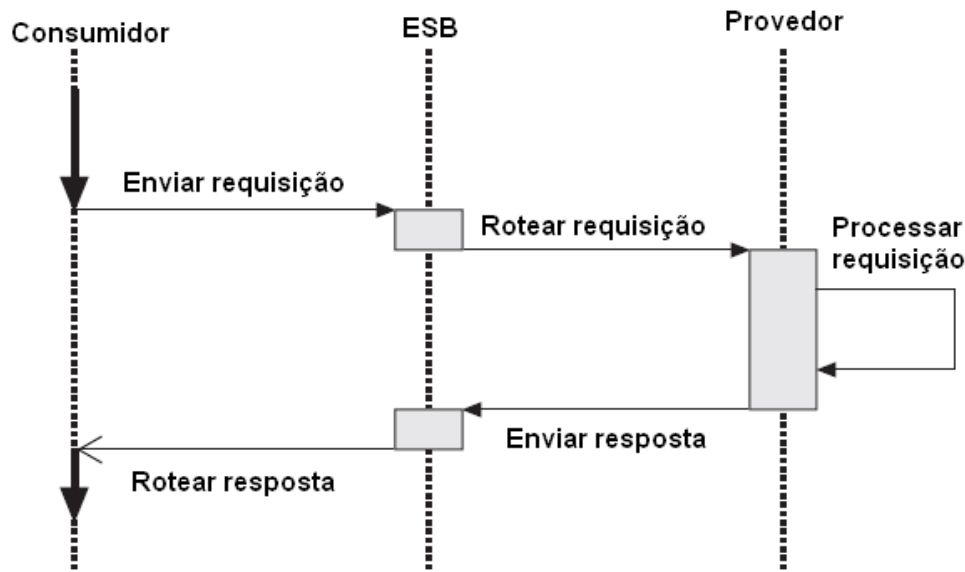 Consumidor
ESB
Provedor
Enviar requisição
Rotear requisição
Processar
requisição
Enviar resposta
Rotear resposta